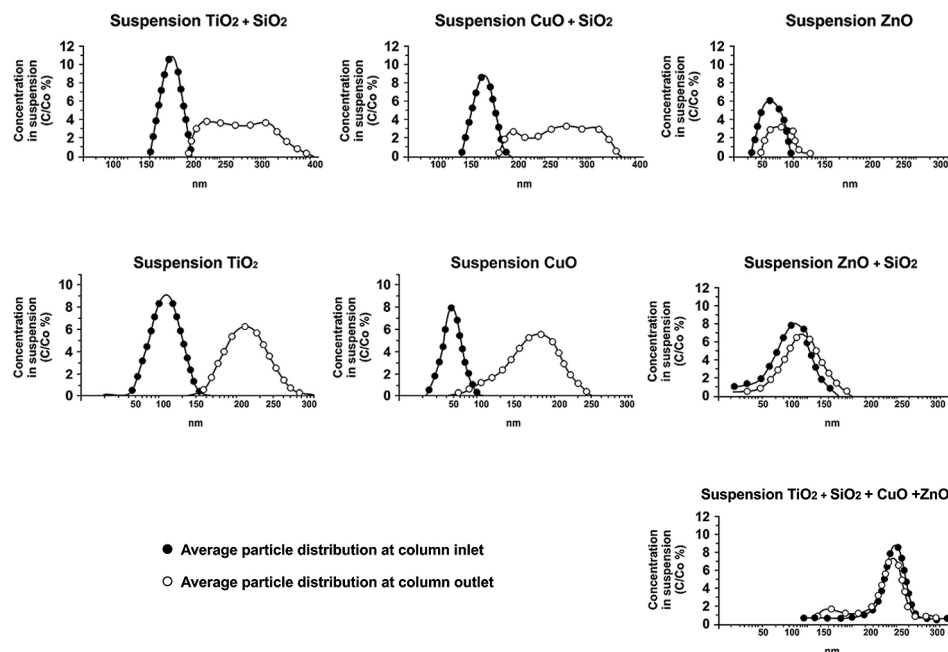 Suspension TiO2 + SiO2
Concentration
in suspension
(C/Co %)
12
10
8
6
4
2
0
100 150 200 250 300 400
nm
Suspension CuO + SiO2
Concentration
in suspension
(C/Co %)
12
10
8
6
4
2
0
100 150 200 250 300 350 400
nm
Suspension ZnO
Concentration
in suspension
(C/Co %)
12
10
8
6
4
2
0
50 100 150 200 250 300
nm
Suspension TiO2
Concentration
in suspension
(C/Co %)
10
8
6
4
2
0
50 100 150 200 250 300
nm
Suspension CuO
Concentration
in suspension
(C/Co %)
10
8
6
4
2
0
50 100 150 200 250 300
nm
Suspension ZnO + SiO2
Concentration
in suspension
(C/Co %)
12
10
8
6
4
2
0
50 100 150 200 250 300
nm
Suspension TiO2 + SiO2 + CuO +ZnO
Concentration
in suspension
(C/Co %)
12
10
8
6
4
2
0
50 100 150 200 250 300
nm
Average particle distribution at column inlet
Average particle distribution at column outlet